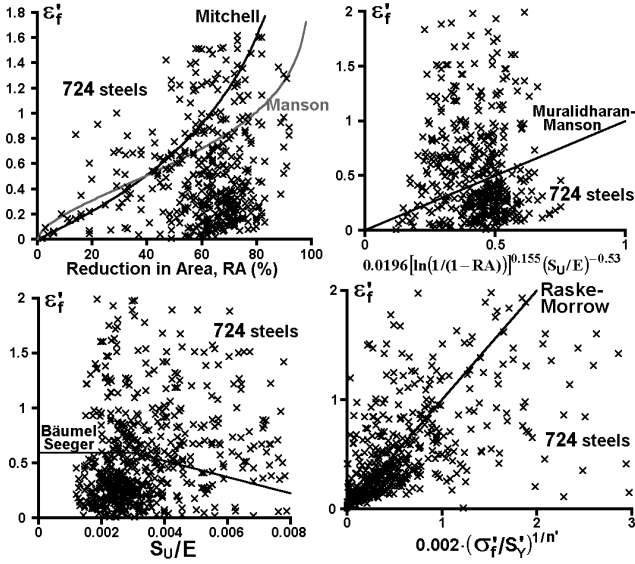 ε'f
1.8
1.6
1.4
1.2
1
0.8
0.6
0.4
0.2
0
Mitchell
724 steels
Manson
0 20 40 60 80 100
Reduction in Area, RA (%)
ε'f
2
1.5
1
0.5
0
Muralidharan-
Manson
724 steels
0 0.5 1
0.0196[ln(1/(1−RA))]^0.155 (SU/E)^−0.53
ε'f
2
1.5
1
0.5
0
724 steels
Bäumel
Seeger
0 0.002 0.004 0.006 0.008
SU/E
ε'f
2
1
0
Raske-
Morrow
724 steels
0 1 2 3
0.002·(σ'f/S'Y)^1/n'